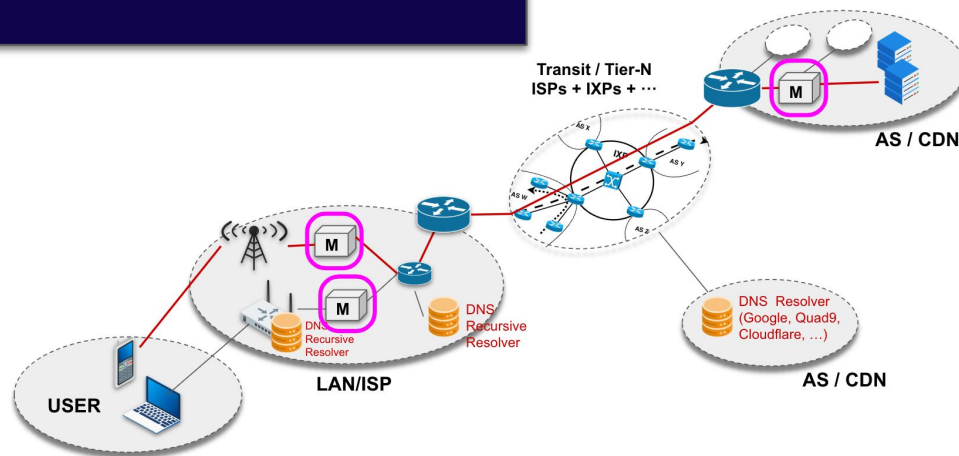 Transit / Tier-N
ISPs + IXPs + ⋯
M
AS / CDN
AS X
IXP
AS Y
AS W
AS Z
M
M
DNS
Recursive
Resolver
DNS
Recursive
Resolver
LAN/ISP
USER
DNS Resolver
(Google, Quad9,
Cloudflare, ...)
AS / CDN